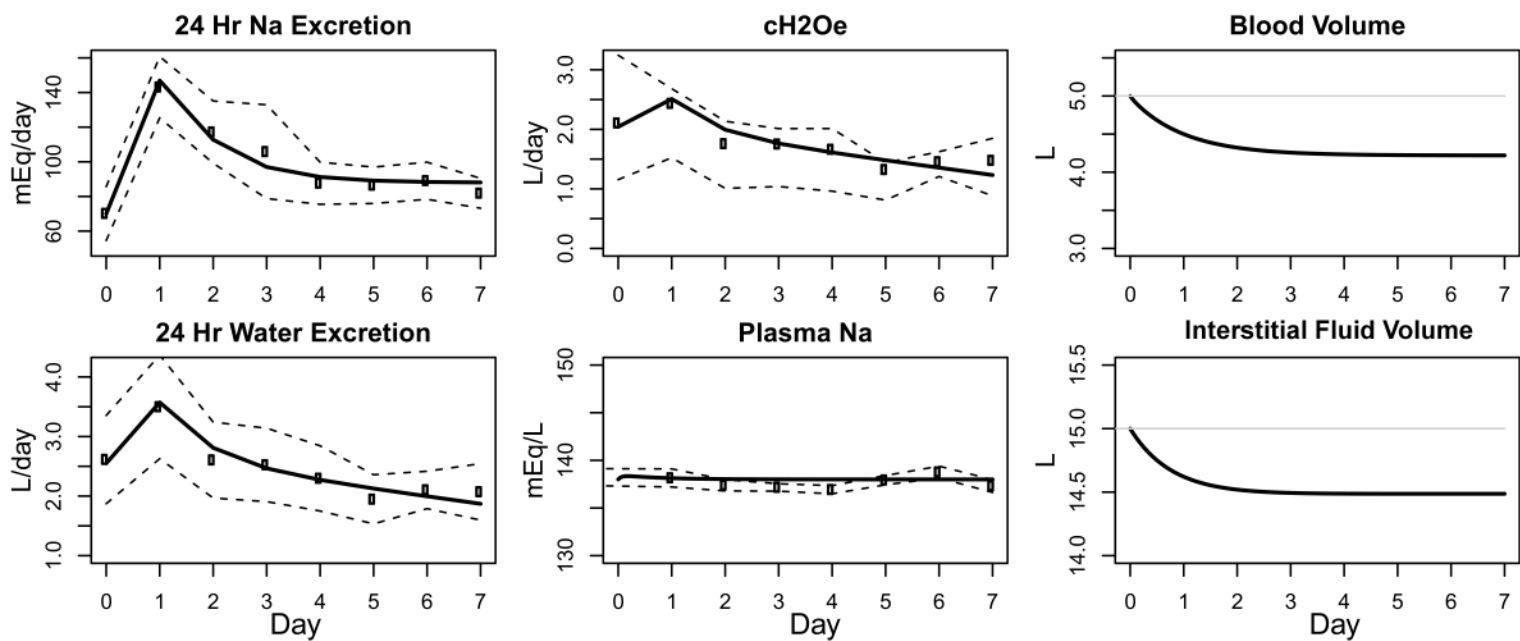 24 Hr Na Excretion
mEq/day
60 100 140
0 1 2 3 4 5 6 7
cH2Oe
L/day
0.0 1.0 2.0 3.0
0 1 2 3 4 5 6 7
Blood Volume
L
3.0 4.0 5.0
0 1 2 3 4 5 6 7
24 Hr Water Excretion
L/day
1.0 2.0 3.0 4.0
0 1 2 3 4 5 6 7
Day
Plasma Na
mEq/L
130 140 150
0 1 2 3 4 5 6 7
Day
Interstitial Fluid Volume
L
14.0 14.5 15.0 15.5
0 1 2 3 4 5 6 7
Day